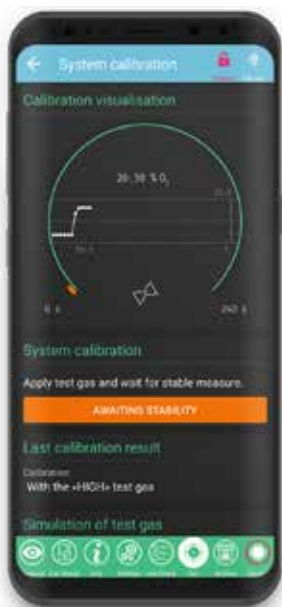 System calibration
Calibration visualisation
20.30 % O₂
0 s
240 s
System calibration
Apply test gas and wait for stable measure.
AWAITING STABILITY
Last calibration result
Calibration
With the «HIGH» test gas
Simulation of test gas